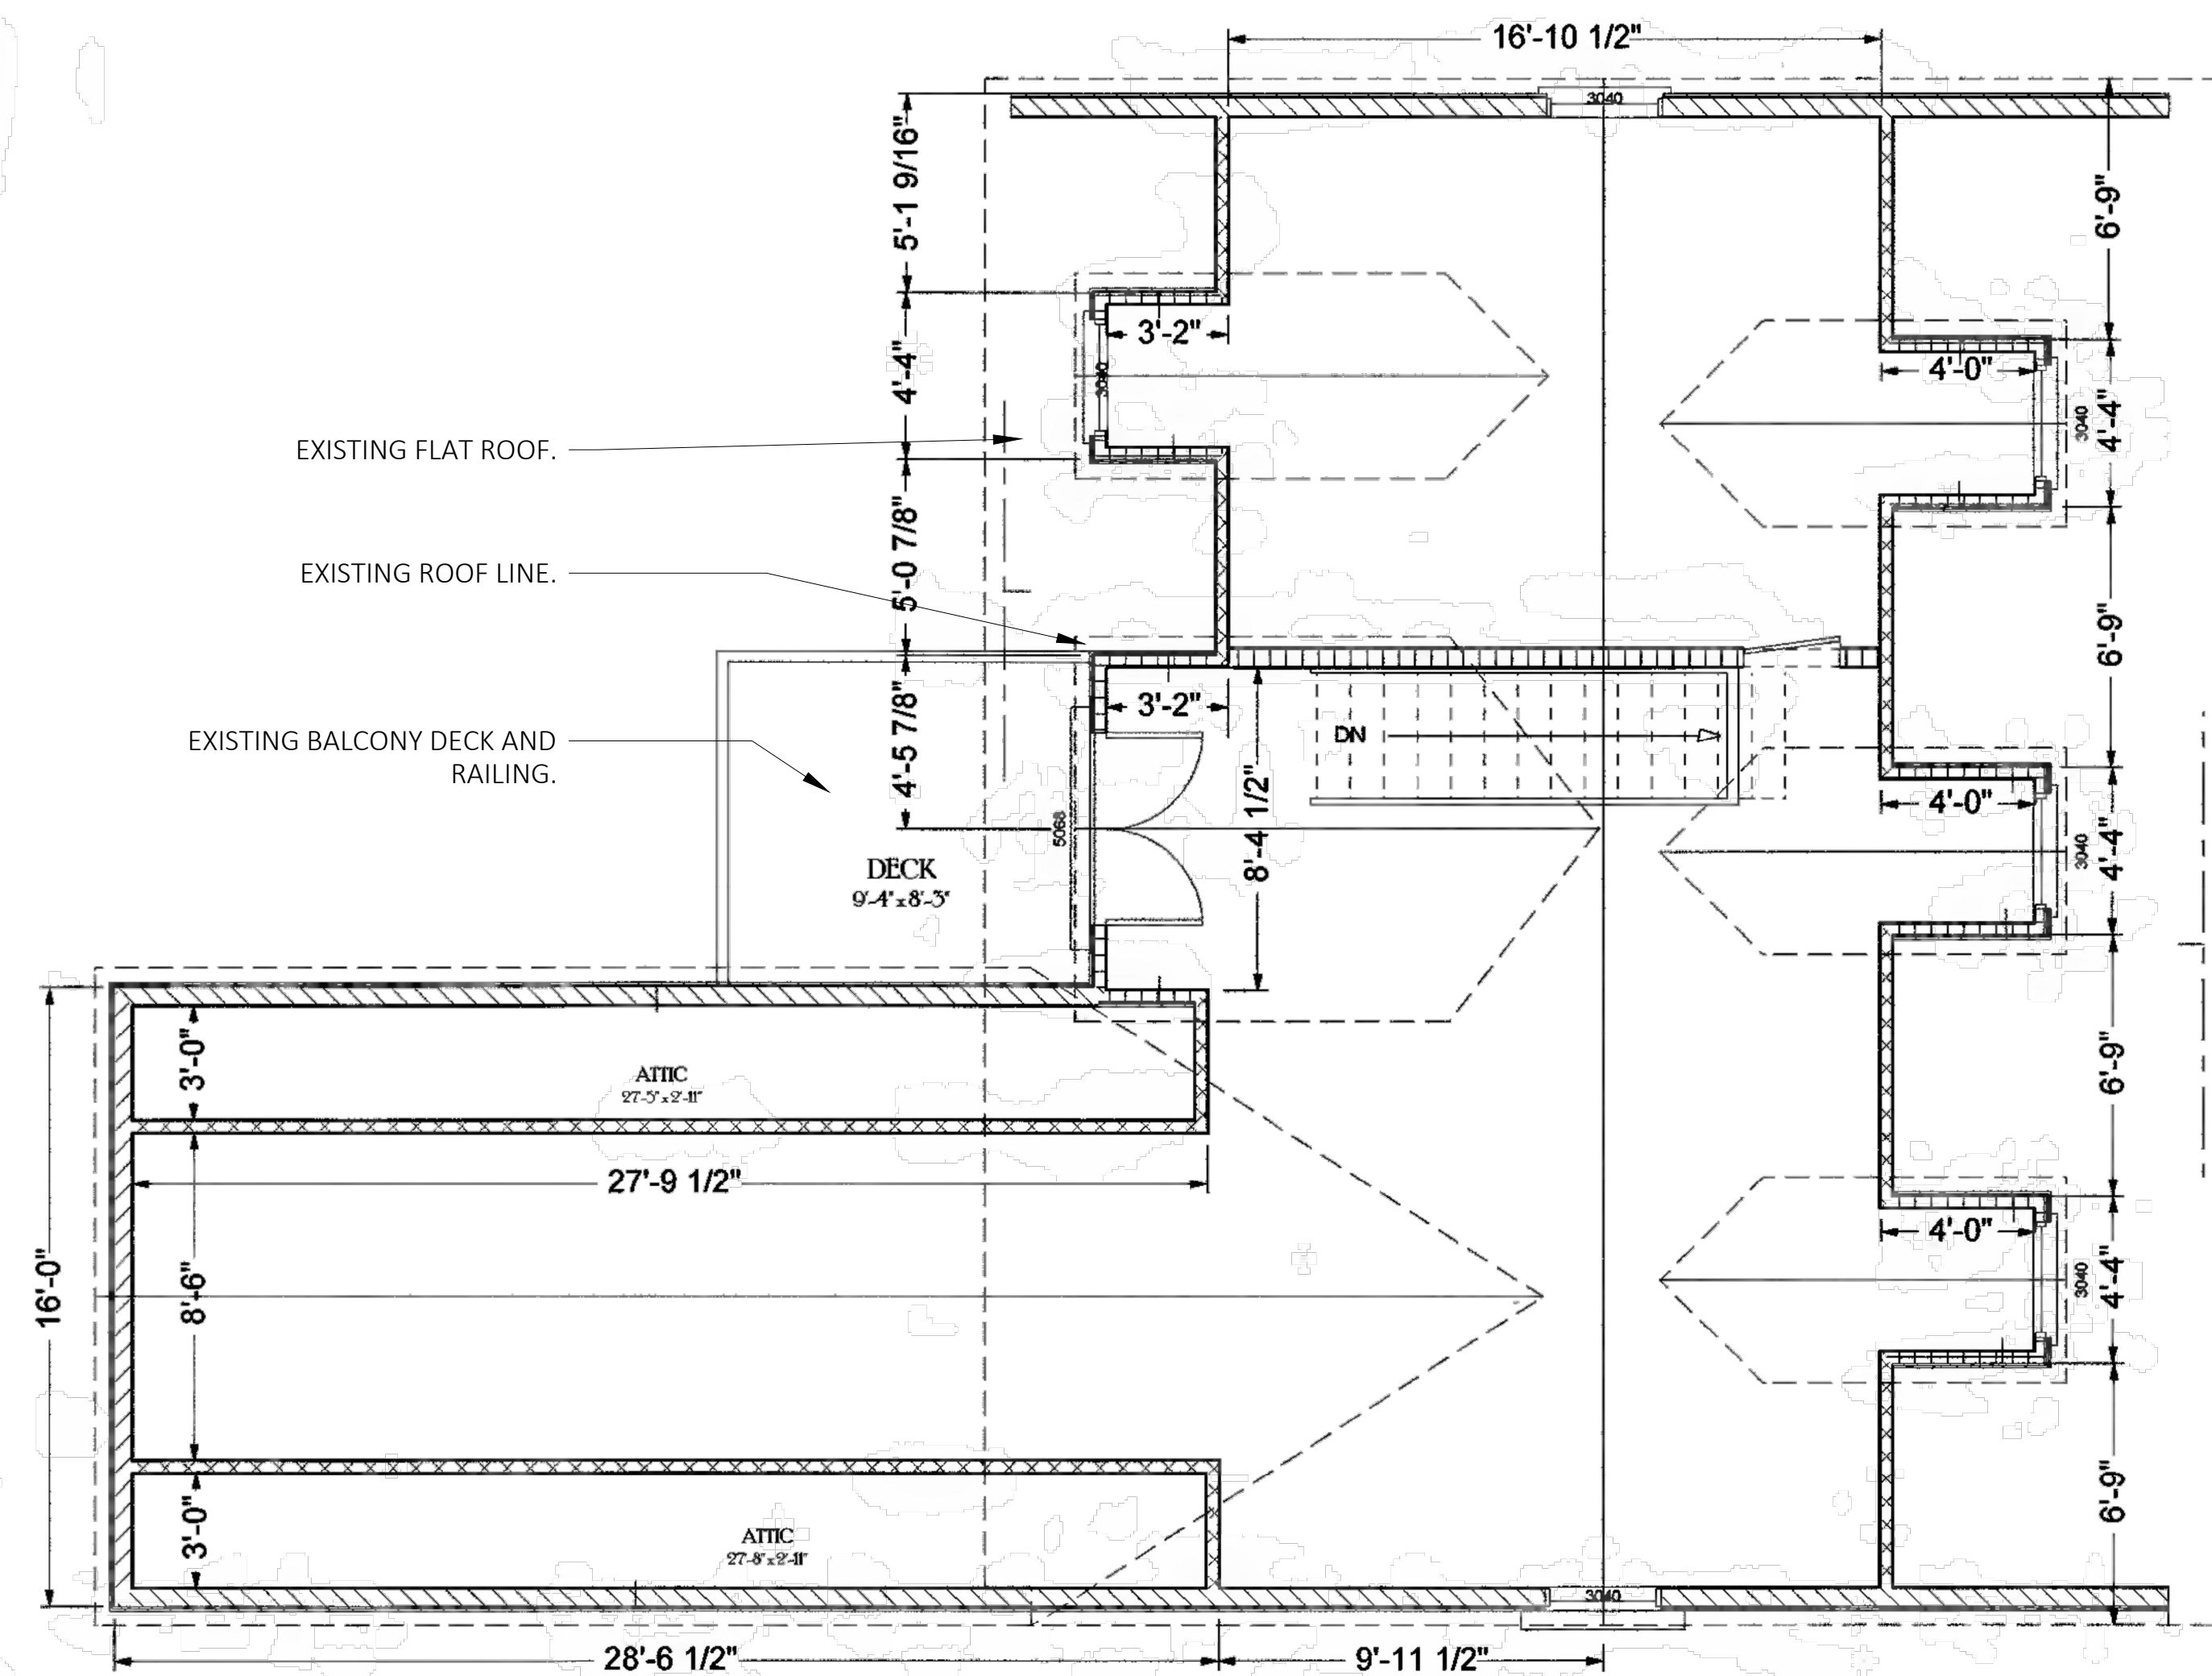 16'-10 1/2"
3040
5'-1 9/16"
6'-9"
3'-2"
4'-4"
3040
4'-0"
4'-4"
3040
EXISTING FLAT ROOF.
5'-0 7/8"
EXISTING ROOF LINE.
6'-9"
3'-2"
4'-5 7/8"
DN
EXISTING BALCONY DECK AND
RAILING.
8'-4 1/2"
4'-0"
5068
4'-4"
3040
DECK
9'-4" x 8'-3"
3'-0"
ATTIC
27'-5" x 2'-11"
6'-9"
27'-9 1/2"
4'-0"
16'-0"
8'-6"
4'-4"
3040
3'-0"
ATTIC
27'-8" x 2'-11"
6'-9"
3040
28'-6 1/2"
9'-11 1/2"